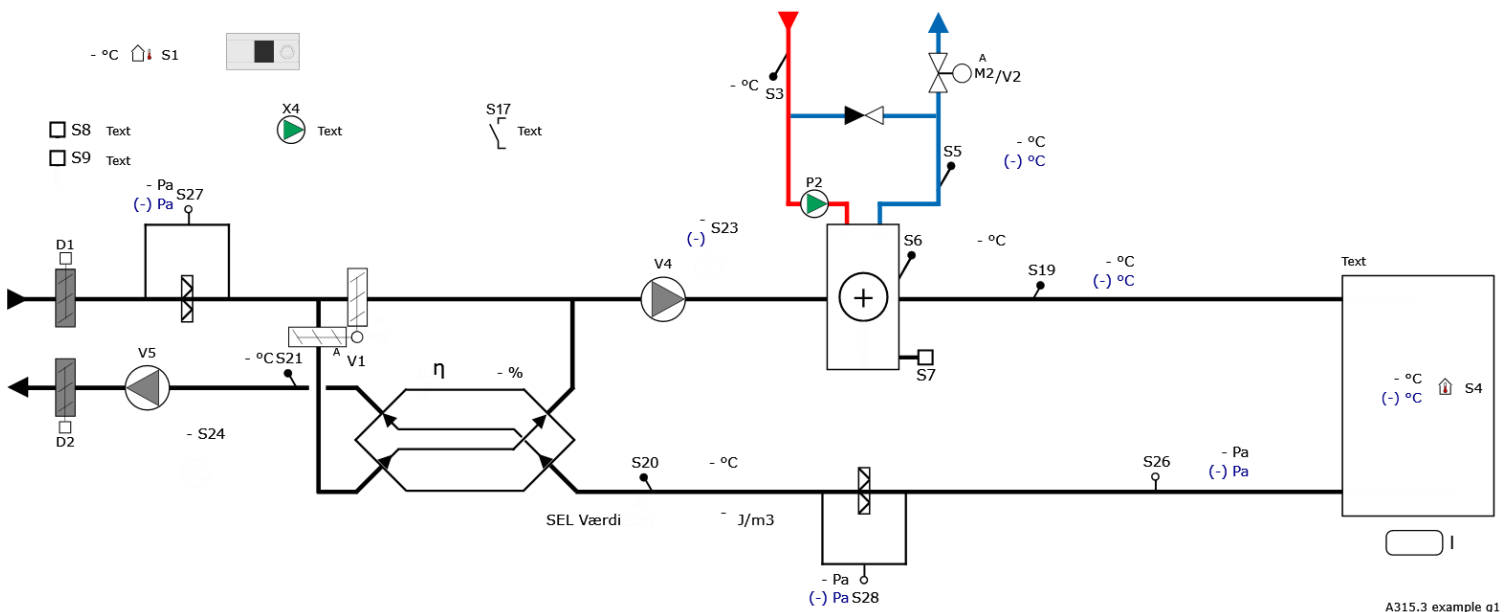 - °C S1
S8 Text
S9 Text
X4
Text
S17
Text
- °C S3
A
M2/V2
S5
- °C
(-) °C
P2
- Pa
(-) Pa S27
D1
-
(-) S23
V4
S6
- °C
S19
- °C
(-) °C
Text
A
V1
V5
- °C S21
η
- %
S7
- °C
(-) °C
S4
D2
- S24
S20
- °C
S26
- Pa
(-) Pa
SEL Værdi
- J/m3
I
- Pa
(-) Pa S28
A315.3 example g1